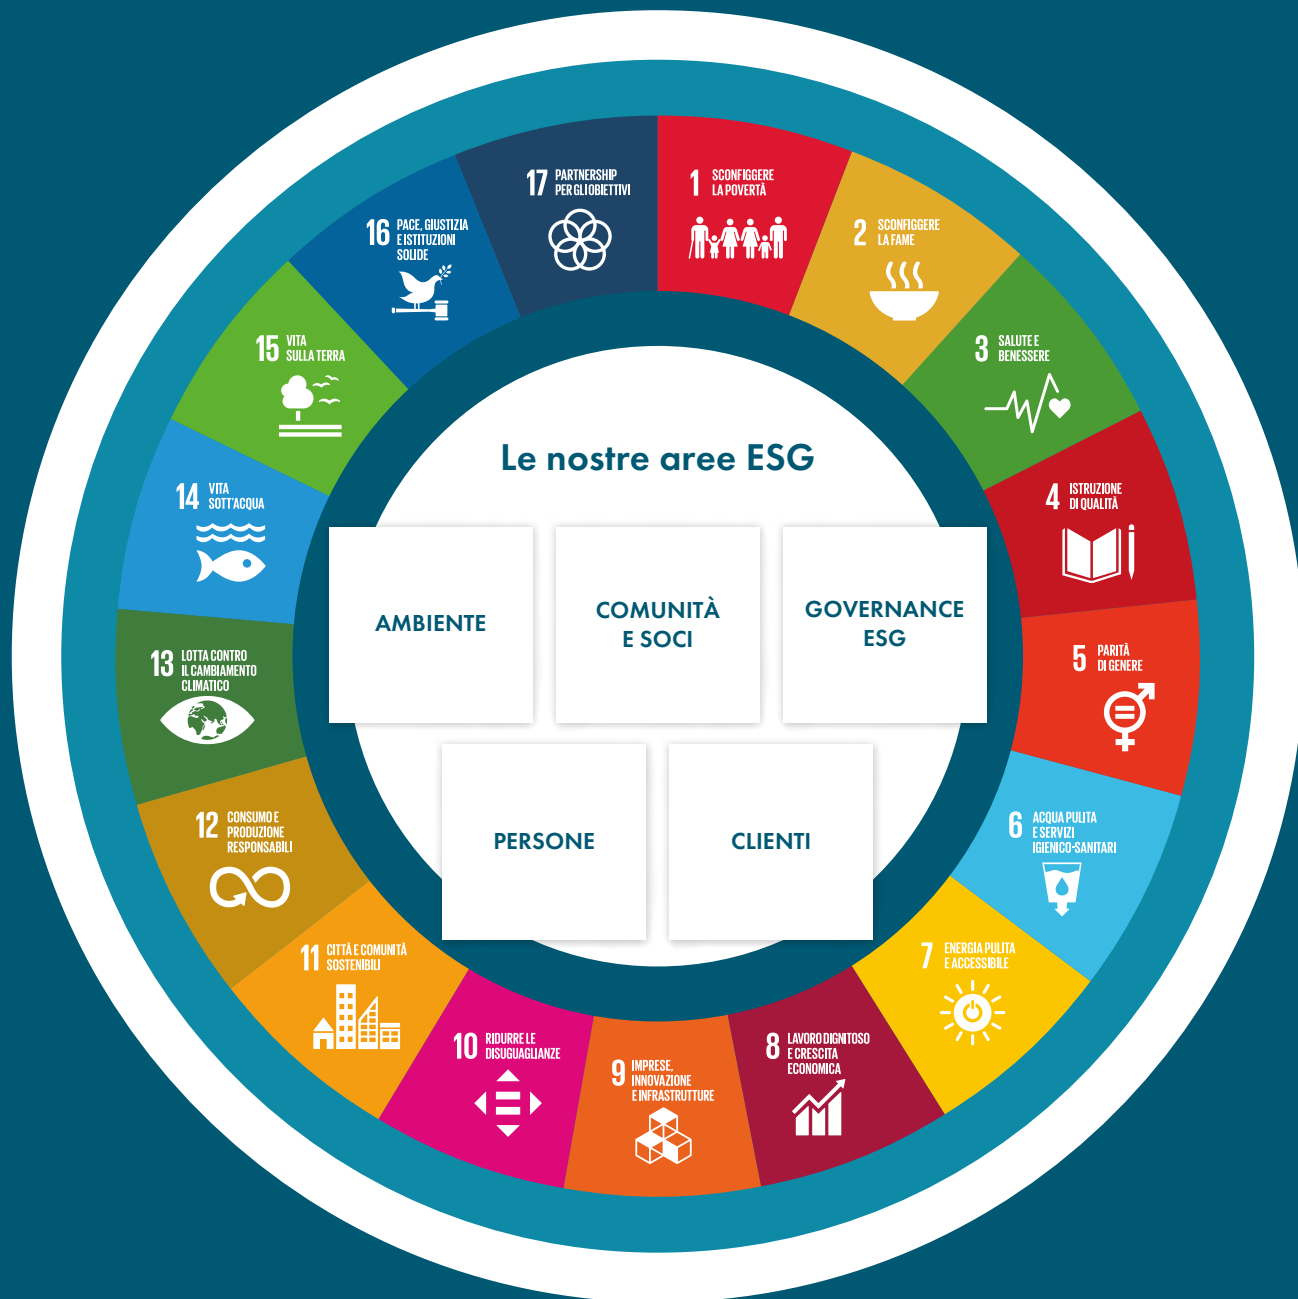 17 PARTNERSHIP
PER GLI OBIETTIVI
1 SCONFIGGERE
LA POVERTÀ
2 SCONFIGGERE
LA FAME
3 SALUTE E
BENESSERE
4 ISTRUZIONE
DI QUALITÀ
5 PARITÀ
DI GENERE
6 ACQUA PULITA
E SERVIZI
IGIENICO-SANITARI
7 ENERGIA PULITA
E ACCESSIBILE
8 LAVORO DIGNITOSO
E CRESCITA
ECONOMICA
9 IMPRESE,
INNOVAZIONE
E INFRASTRUTTURE
10 RIDURRE LE
DISUGUAGLIANZE
11 CITTÀ E COMUNITÀ
SOSTENIBILI
12 CONSUMO E
PRODUZIONE
RESPONSABILI
13 LOTTA CONTRO
IL CAMBIAMENTO
CLIMATICO
14 VITA
SOTT'ACQUA
15 VITA
SULLA TERRA
16 PACE, GIUSTIZIA
E ISTITUZIONI
SOLIDE
Le nostre aree ESG
AMBIENTE
COMUNITÀ
E SOCI
GOVERNANCE
ESG
PERSONE
CLIENTI